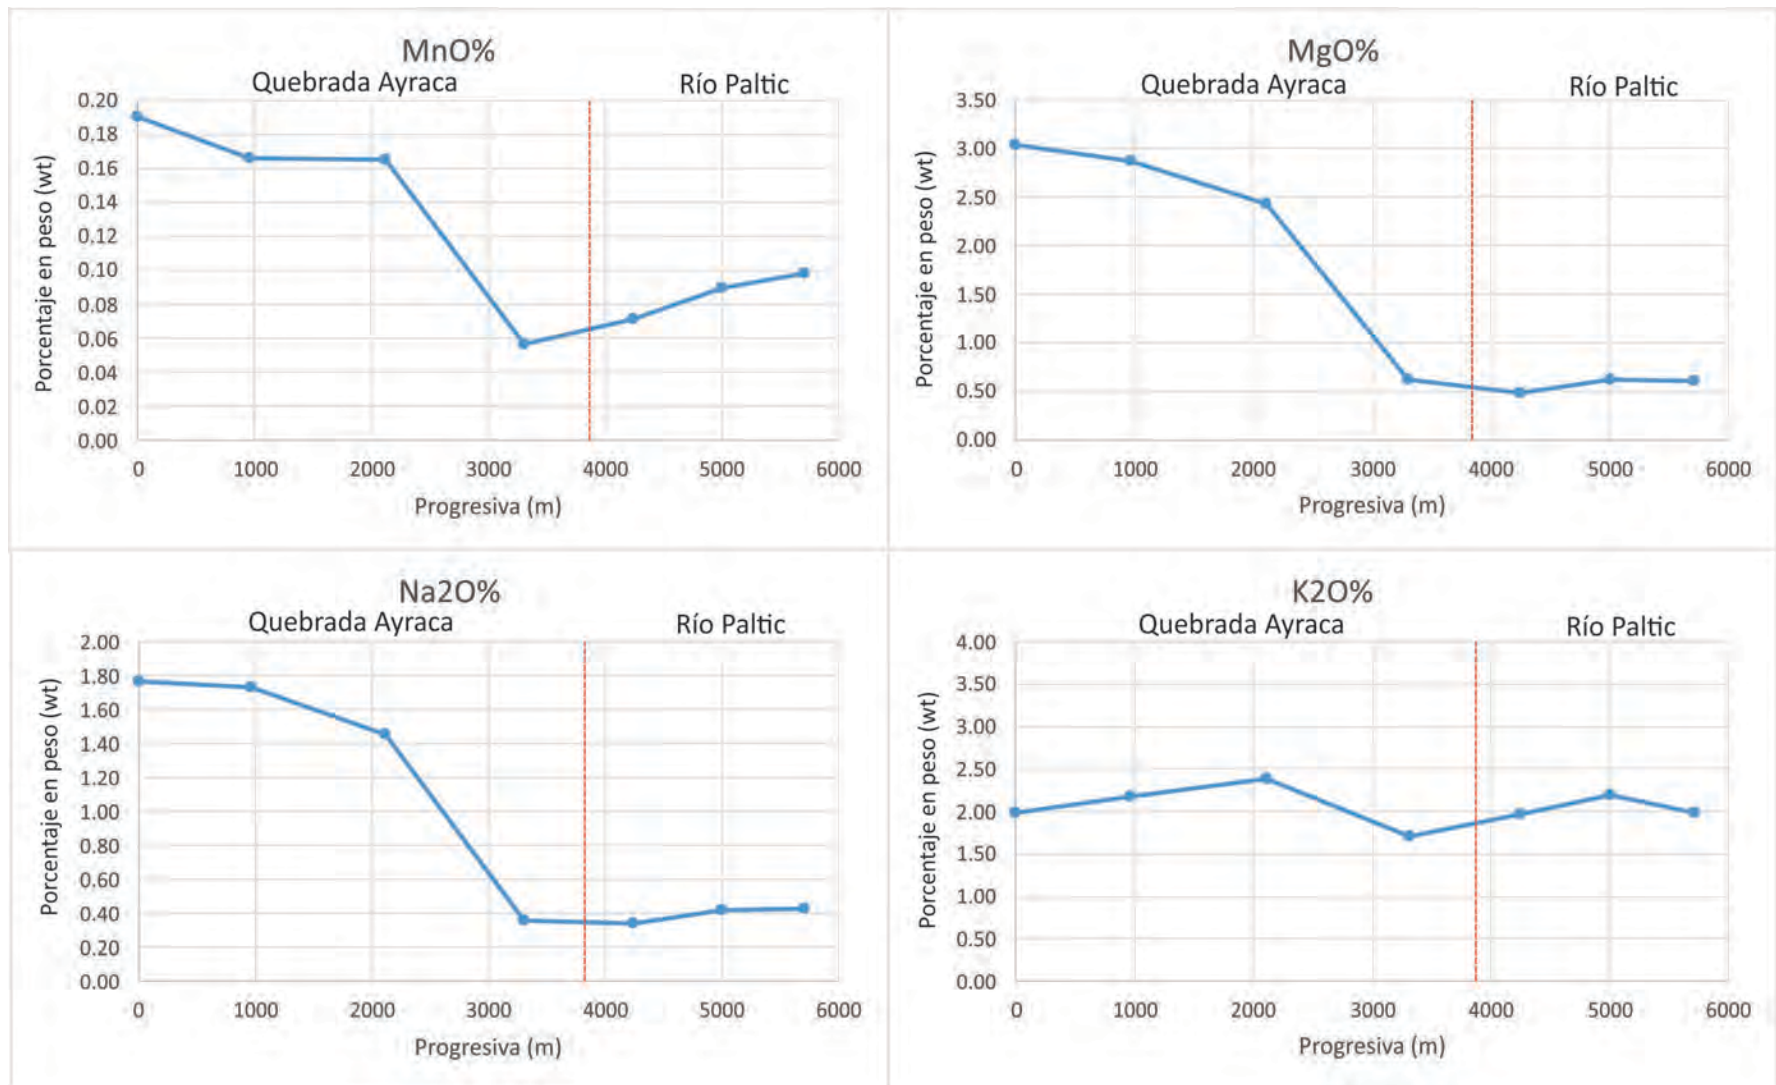 MnO%
Quebrada Ayraca Río Paltic
Porcentaje en peso (wt)
0.20
0.18
0.16
0.14
0.12
0.10
0.08
0.06
0.04
0.02
0.00
0 1000 2000 3000 4000 5000 6000
Progresiva (m)
MgO%
Quebrada Ayraca Río Paltic
Porcentaje en peso (wt)
3.50
3.00
2.50
2.00
1.50
1.00
0.50
0.00
0 1000 2000 3000 4000 5000 6000
Progresiva (m)
Na2O%
Quebrada Ayraca Río Paltic
Porcentaje en peso (wt)
2.00
1.80
1.60
1.40
1.20
1.00
0.80
0.60
0.40
0.20
0.00
0 1000 2000 3000 4000 5000 6000
Progresiva (m)
K2O%
Quebrada Ayraca Río Paltic
Porcentaje en peso (wt)
4.00
3.50
3.00
2.50
2.00
1.50
1.00
0.50
0.00
0 1000 2000 3000 4000 5000 6000
Progresiva (m)